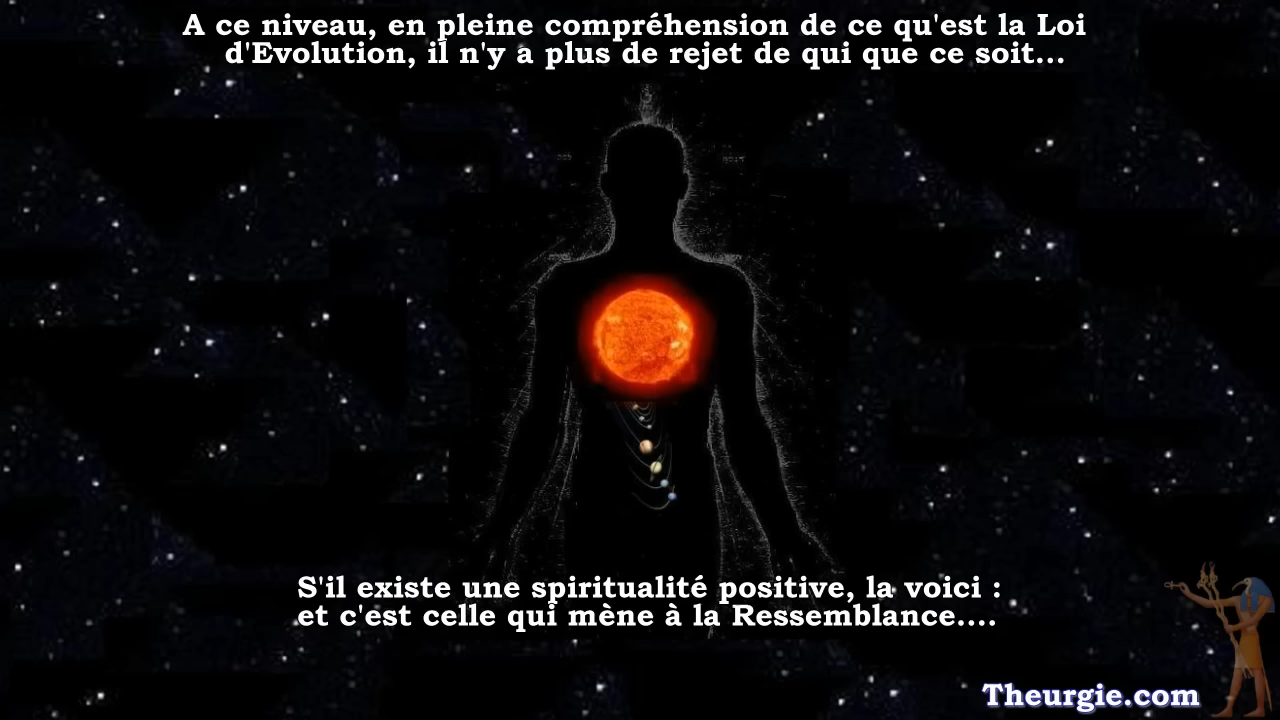 A ce niveau, en pleine compréhension de ce qu'est la Loi
d'Evolution, il n'y a plus de rejet de qui que ce soit...
S'il existe une spiritualité positive, la voici :
et c'est celle qui mène à la Ressemblance....
Theurgie.com